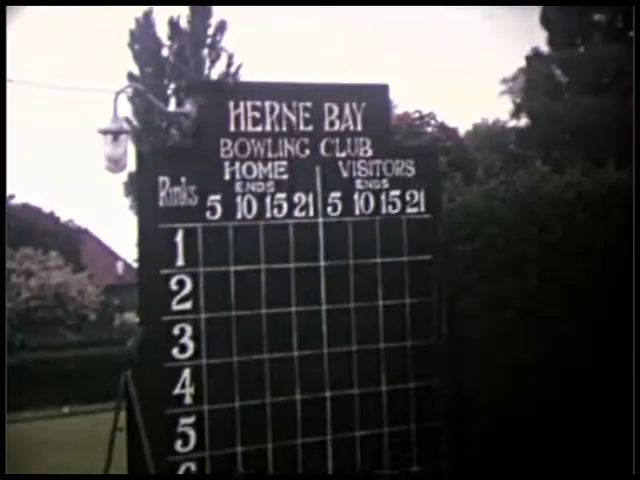 HERNE BAY
BOWLING CLUB
HOME VISITORS
Rinks ENDS ENDS
5 10 15 21 5 10 15 21
1
2
3
4
5
6